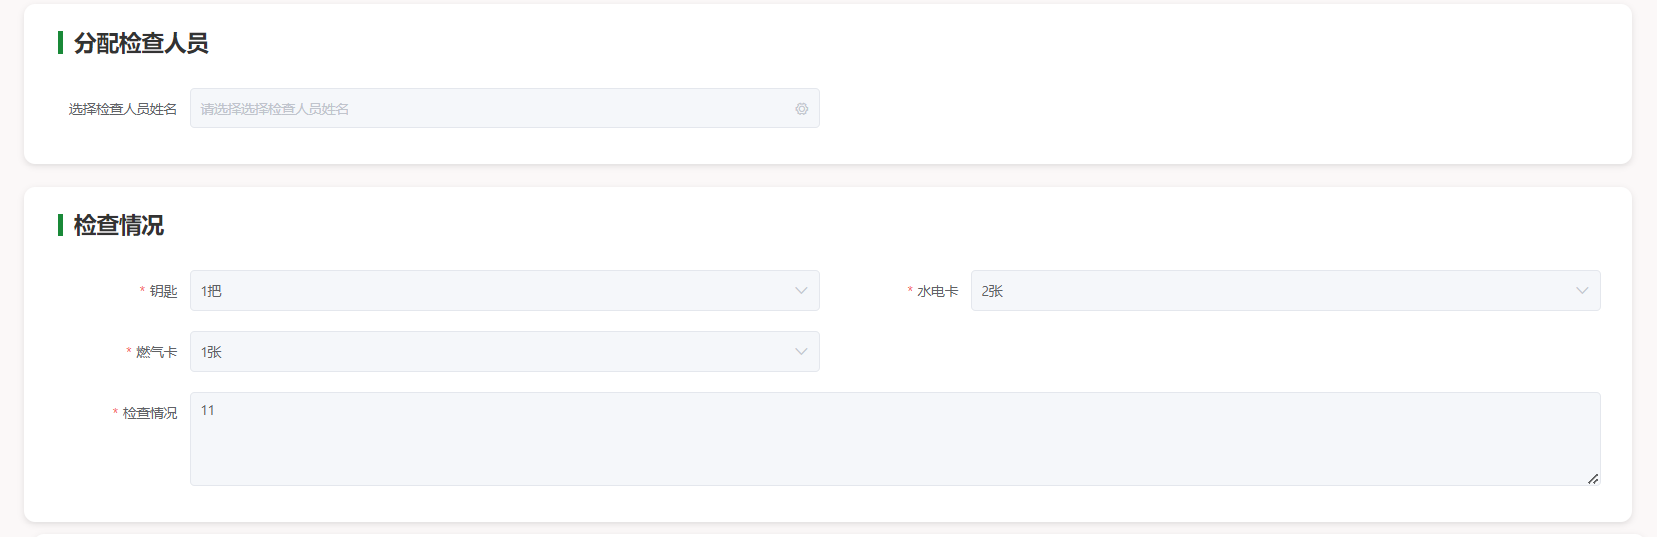 分配检查人员
选择检查人员姓名 请选择选择检查人员姓名
检查情况
* 钥匙 1把 * 水电卡 2张
* 燃气卡 1张
* 检查情况 11